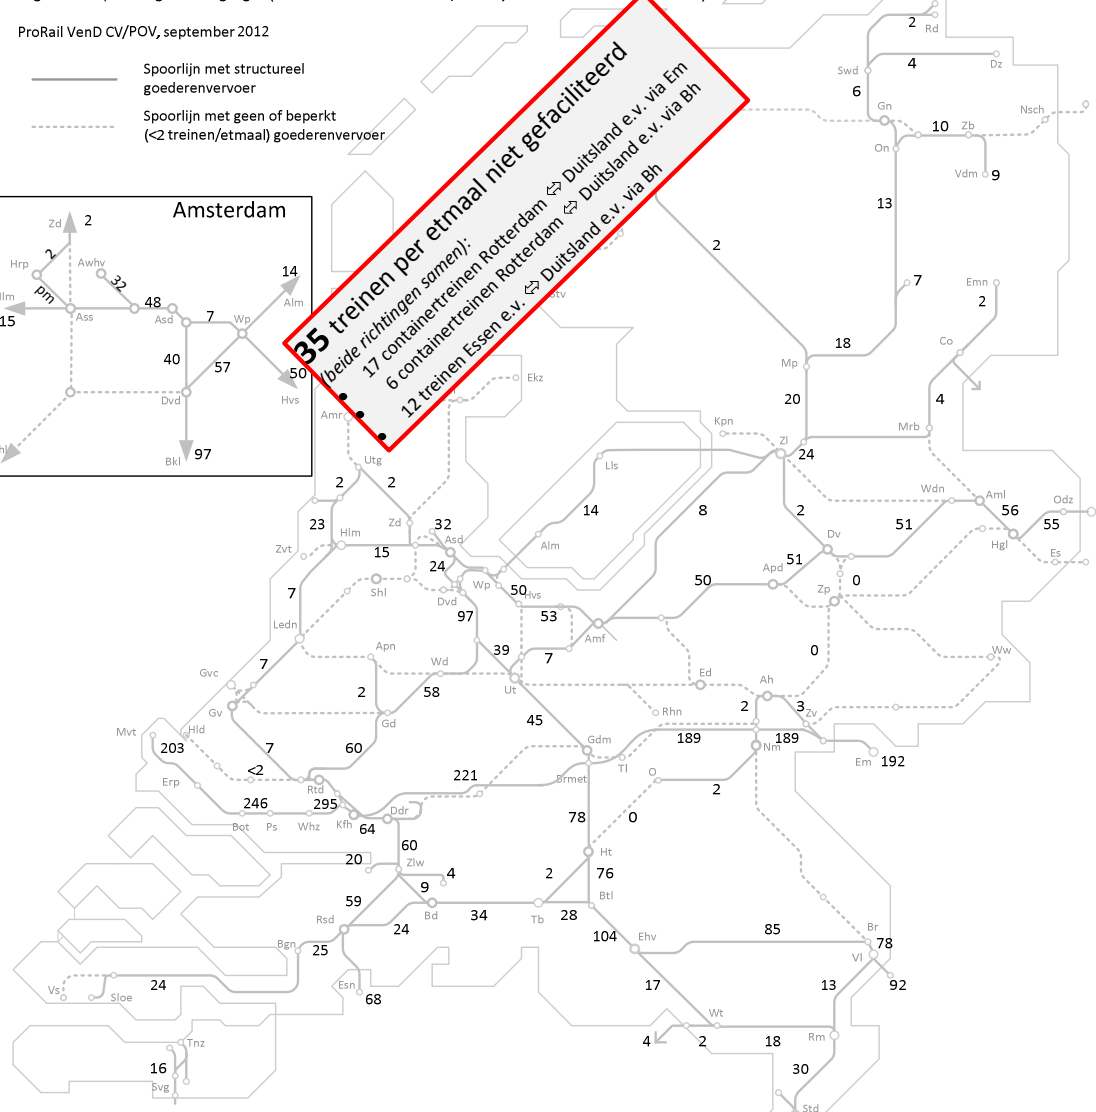 ProRail VenD CV/POV, september 2012
Spoorlijn met structureel
goederenvervoer
Spoorlijn met geen of beperkt
(<2 treinen/etmaal) goederenvervoer
35 treinen per etmaal niet gefaciliteerd
(beide richtingen samen):
17 containertreinen Rotterdam ⬄ Duitsland e.v. via Em
6 containertreinen Rotterdam ⬄ Duitsland e.v. via Bh
12 treinen Essen e.v. ⬄ Duitsland e.v. via Bh
Amsterdam
Zd 2
Hrp 2 Awhv 32
pm
14
Alm
15
Ass 48 Asd 7 Wp
40 57
50
Hvs
Dvd
Bkl 97
2 Rd
Swd 4 Dz
6
Gn Nsch
10 Zb
On
Vdm 9
13
2
7 Emn
2
18 Co
Mp
20 4
Ekz
Amr
Kpn Zl Mrb
24
Utg
2 2
Lls
14 8
2 51 Wdn Aml
56 Odz
55
Hgl
Es
23 Hlm Zd 32
Asd
Zvt 15
24
Alm
Dv
51
Wp 50 Hvs
50 Apd
0
Zp
7 Shl
Dvd
97
53
Ledn
Amf
0
39
7
Apn
Wd
Ut
7
Gvc
2 58
Ed Ah
Ww
Gv
Gd
45
Rhn
2 3
Zv
Mvt
203
Hld
7 60
Gdm
189 189
Tl
Nm
Em 192
<2
Erp
Rtd
221
Brmet
O
2
246 295
Bot Ps Whz Kfh
64
Ddr
78 0
60
20
Zlw
4
Ht
2 76
59 9
Btl
Rsd
Bd 34 Tb 28
24
104 Ehv
85 Br
78
Vl
Bgn
25
Vs 24
Sloe
Esn
68
17 13 92
Wt
4 2 18 Rm
Tnz
16
Svg
30
Std